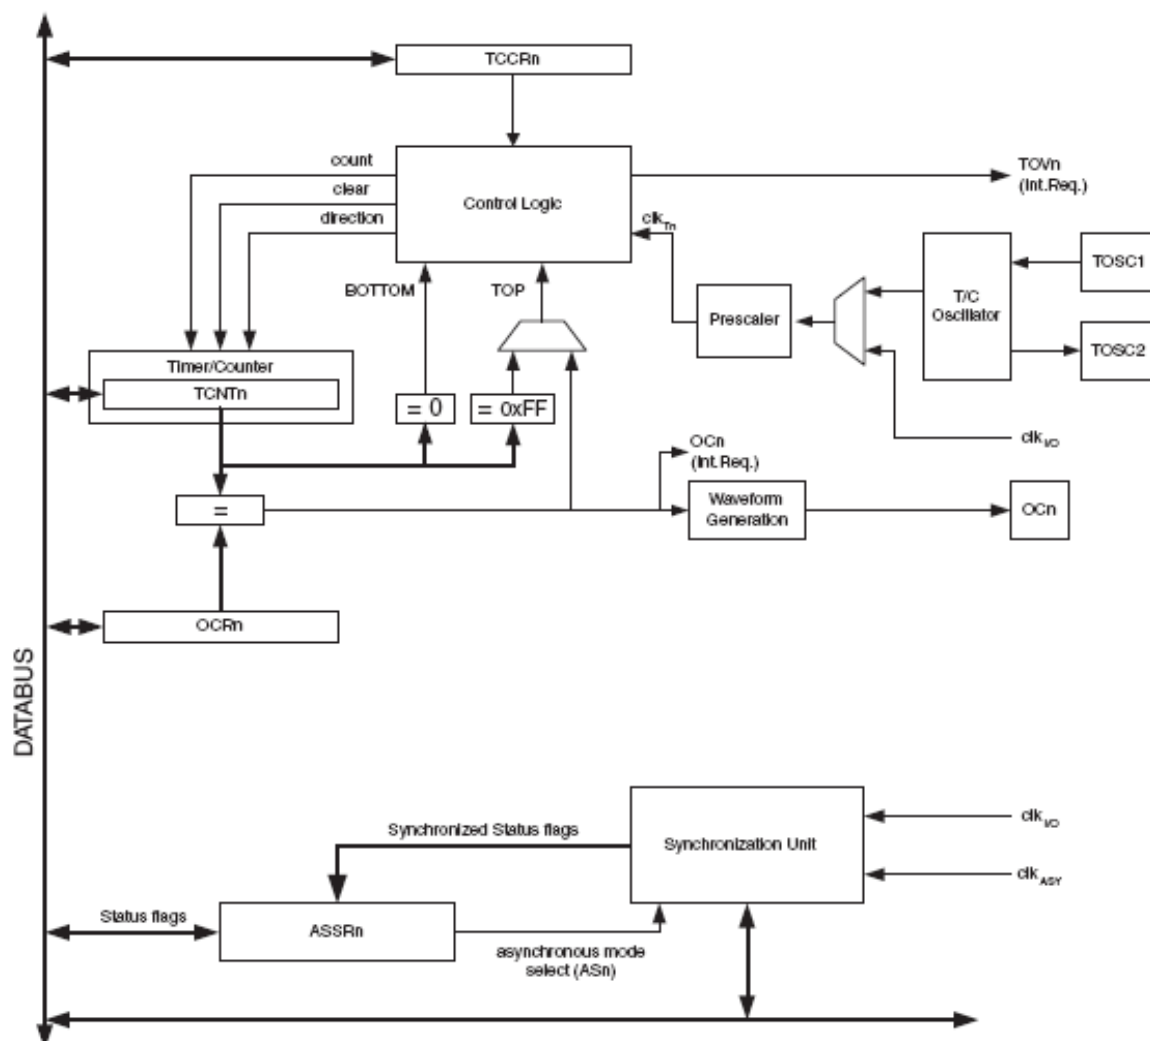 TCCRn
count
clear
direction
Control Logic
TOVn
(Int.Req.)
clkTn
BOTTOM
TOP
Prescaler
T/C
Oscillator
TOSC1
TOSC2
Timer/Counter
TCNTn
= 0
= 0xFF
clkI/O
OCn
(Int.Req.)
=
Waveform
Generation
OCn
OCRn
DATABUS
Synchronized Status flags
Synchronization Unit
clkI/O
clkASY
Status flags
ASSRn
asynchronous mode
select (ASn)